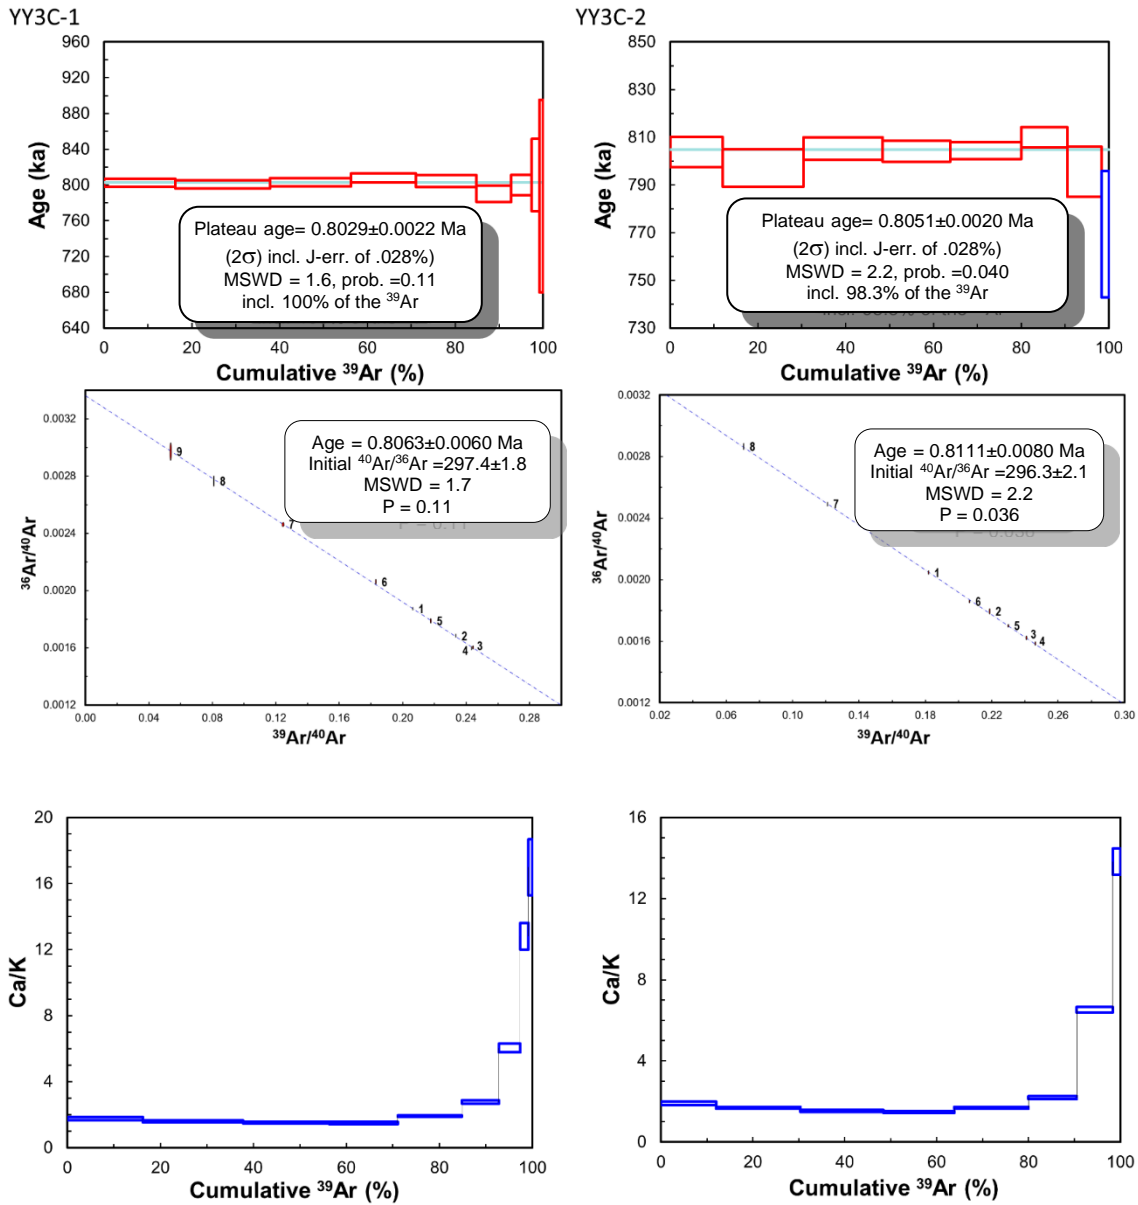 YY3C-1
YY3C-2
960
920
880
840
800
760
720
680
640
Age (ka)
Plateau age= 0.8029±0.0022 Ma
(2σ) incl. J-err. of .028%)
MSWD = 1.6, prob. =0.11
incl. 100% of the ³⁹Ar
0 20 40 60 80 100
Cumulative ³⁹Ar (%)
850
830
810
790
770
750
730
Age (ka)
Plateau age= 0.8051±0.0020 Ma
(2σ) incl. J-err. of .028%)
MSWD = 2.2, prob. =0.040
incl. 98.3% of the ³⁹Ar
0 20 40 60 80 100
Cumulative ³⁹Ar (%)
0.0032
0.0028
0.0024
0.0020
0.0016
0.0012
³⁶Ar/⁴⁰Ar
Age = 0.8063±0.0060 Ma
Initial ⁴⁰Ar/³⁶Ar =297.4±1.8
MSWD = 1.7
P = 0.11
P = 0.11
9
8
7
6
1
5
2
4 3
0.00 0.04 0.08 0.12 0.16 0.20 0.24 0.28
³⁹Ar/⁴⁰Ar
0.0032
0.0028
0.0024
0.0020
0.0016
0.0012
³⁶Ar/⁴⁰Ar
Age = 0.8111±0.0080 Ma
Initial ⁴⁰Ar/³⁶Ar =296.3±2.1
MSWD = 2.2
P = 0.036
P = 0.036
8
7
1
6
2
5
3
4
0.02 0.06 0.10 0.14 0.18 0.22 0.26 0.30
³⁹Ar/⁴⁰Ar
20
16
12
8
4
0
Ca/K
0 20 40 60 80 100
Cumulative ³⁹Ar (%)
16
12
8
4
0
Ca/K
0 20 40 60 80 100
Cumulative ³⁹Ar (%)